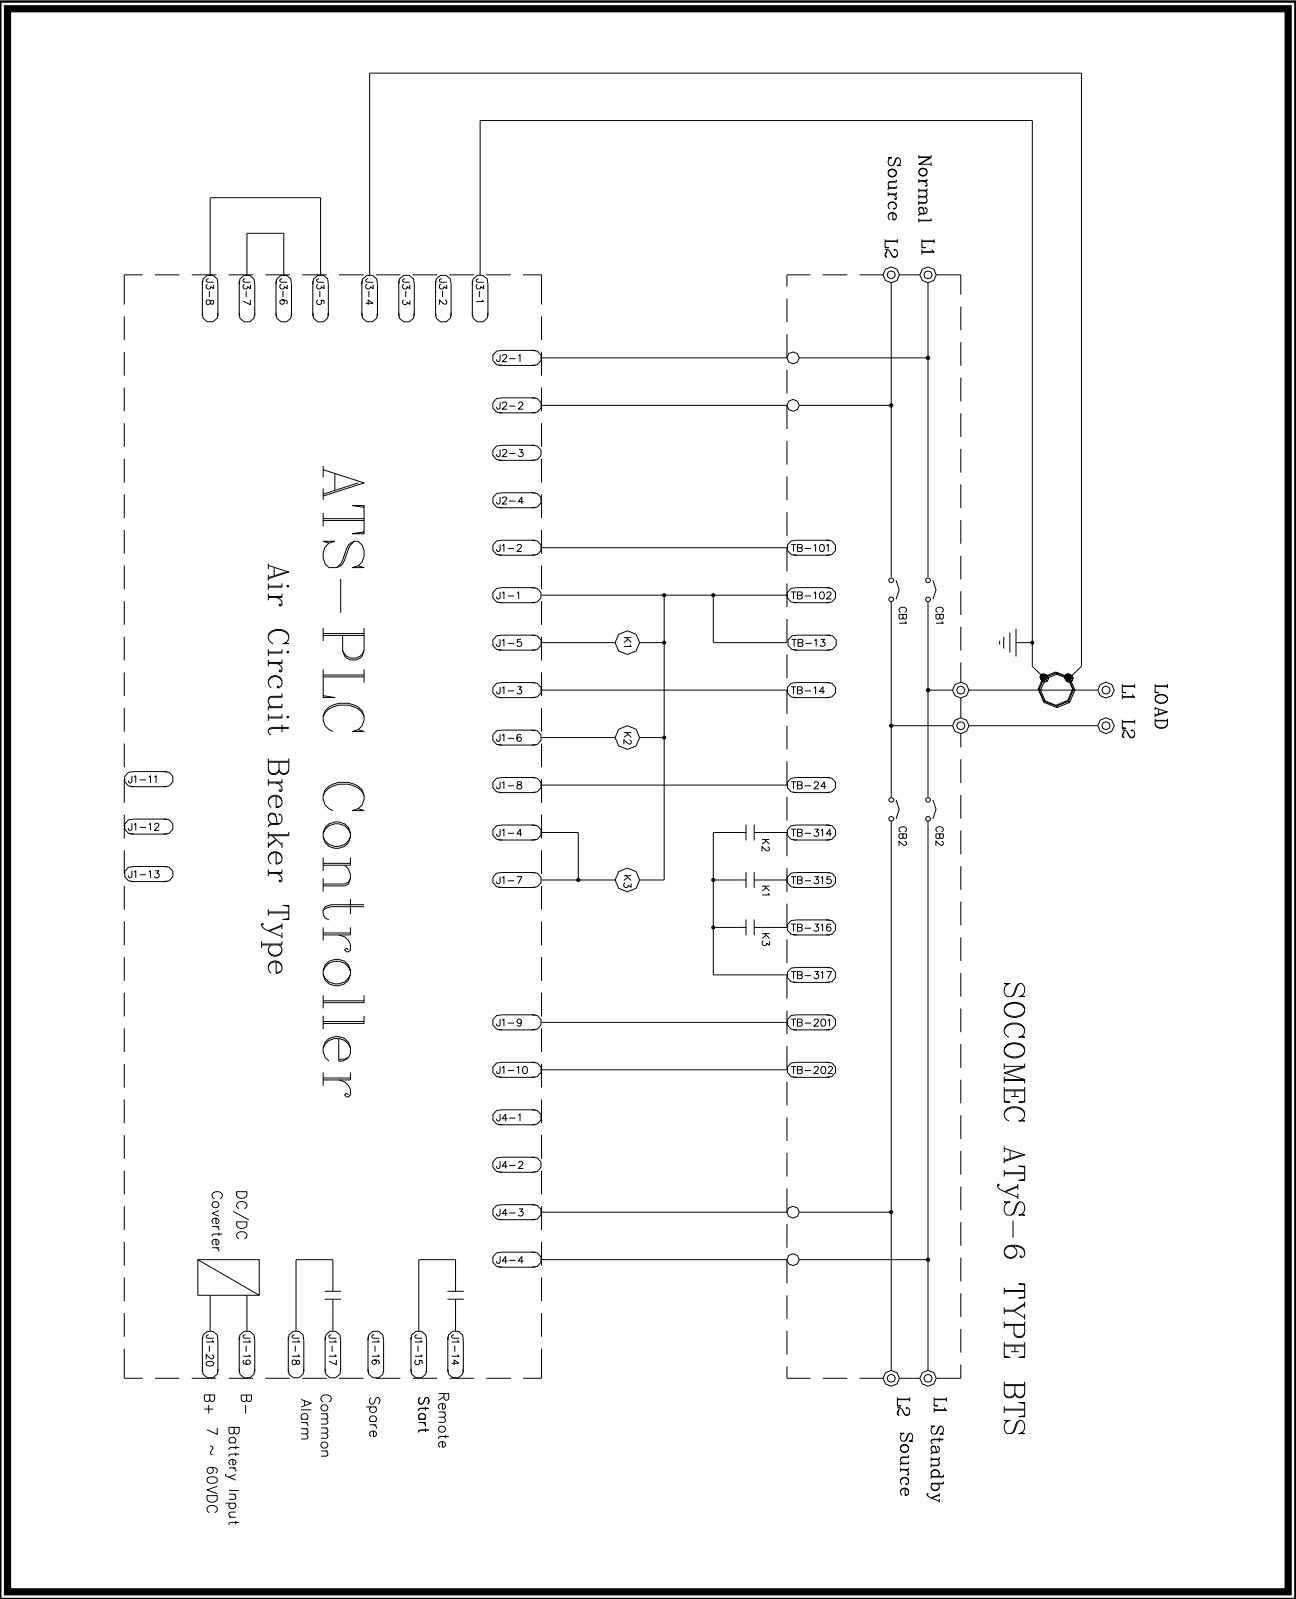 SOCOMEC ATyS-6 TYPE BTS
LOAD
L1
L2
Normal L1
Source L2
L1 Standby
L2 Source
CB1
CB1
CB2
CB2
TB-101
TB-102
TB-13
TB-14
TB-24
TB-314
TB-315
TB-316
TB-317
TB-201
TB-202
K2
K1
K3
K1
K2
K3
J2-1
J2-2
J2-3
J2-4
J1-2
J1-1
J1-5
J1-3
J1-6
J1-8
J1-4
J1-7
J1-9
J1-10
J4-1
J4-2
J4-3
J4-4
J3-1
J3-2
J3-3
J3-4
J3-5
J3-6
J3-7
J3-8
ATS-PLC Controller
Air Circuit Breaker Type
J1-14
J1-15
J1-16
J1-17
J1-18
J1-19
J1-20
Remote
Start
Spare
Common
Alarm
DC/DC
Coverter
B- Battery Input
B+ 7 ~ 60VDC
J1-11
J1-12
J1-13